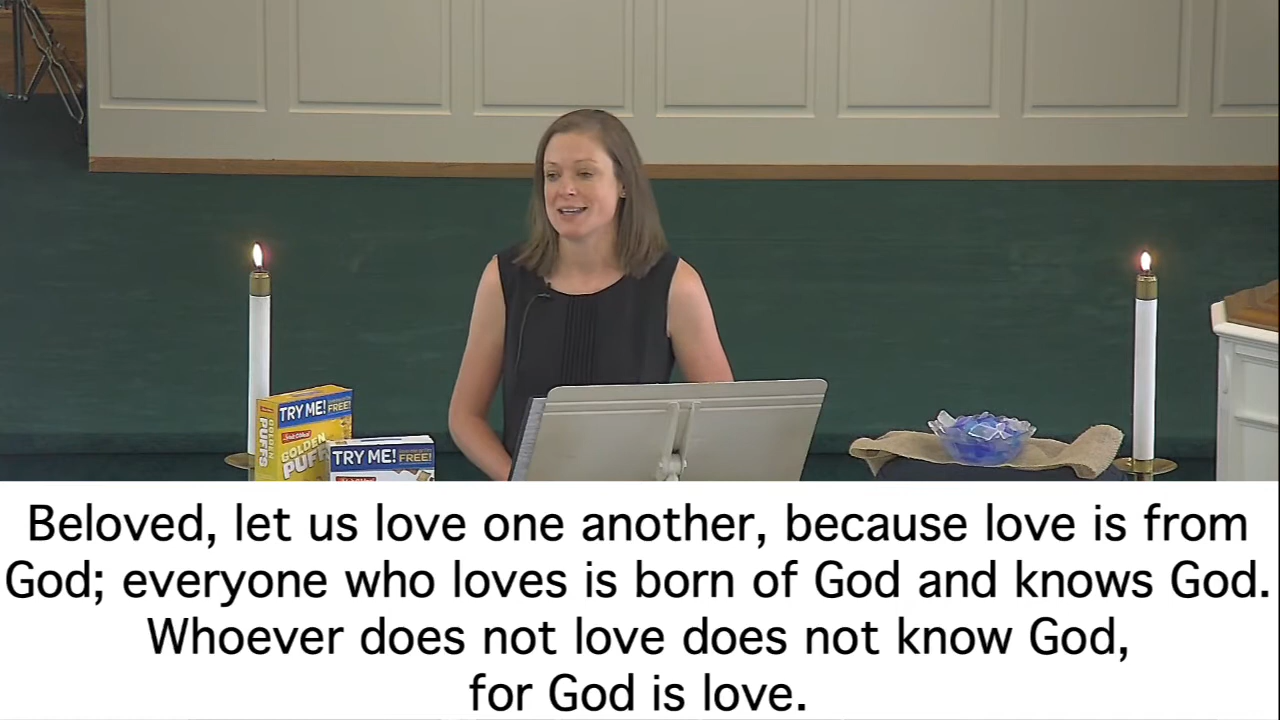 TRY ME! FREE!
GOLDEN
PUFFS
GOLDEN
PUFF
TRY ME! FREE!
Beloved, let us love one another, because love is from
God; everyone who loves is born of God and knows God.
Whoever does not love does not know God,
for God is love.